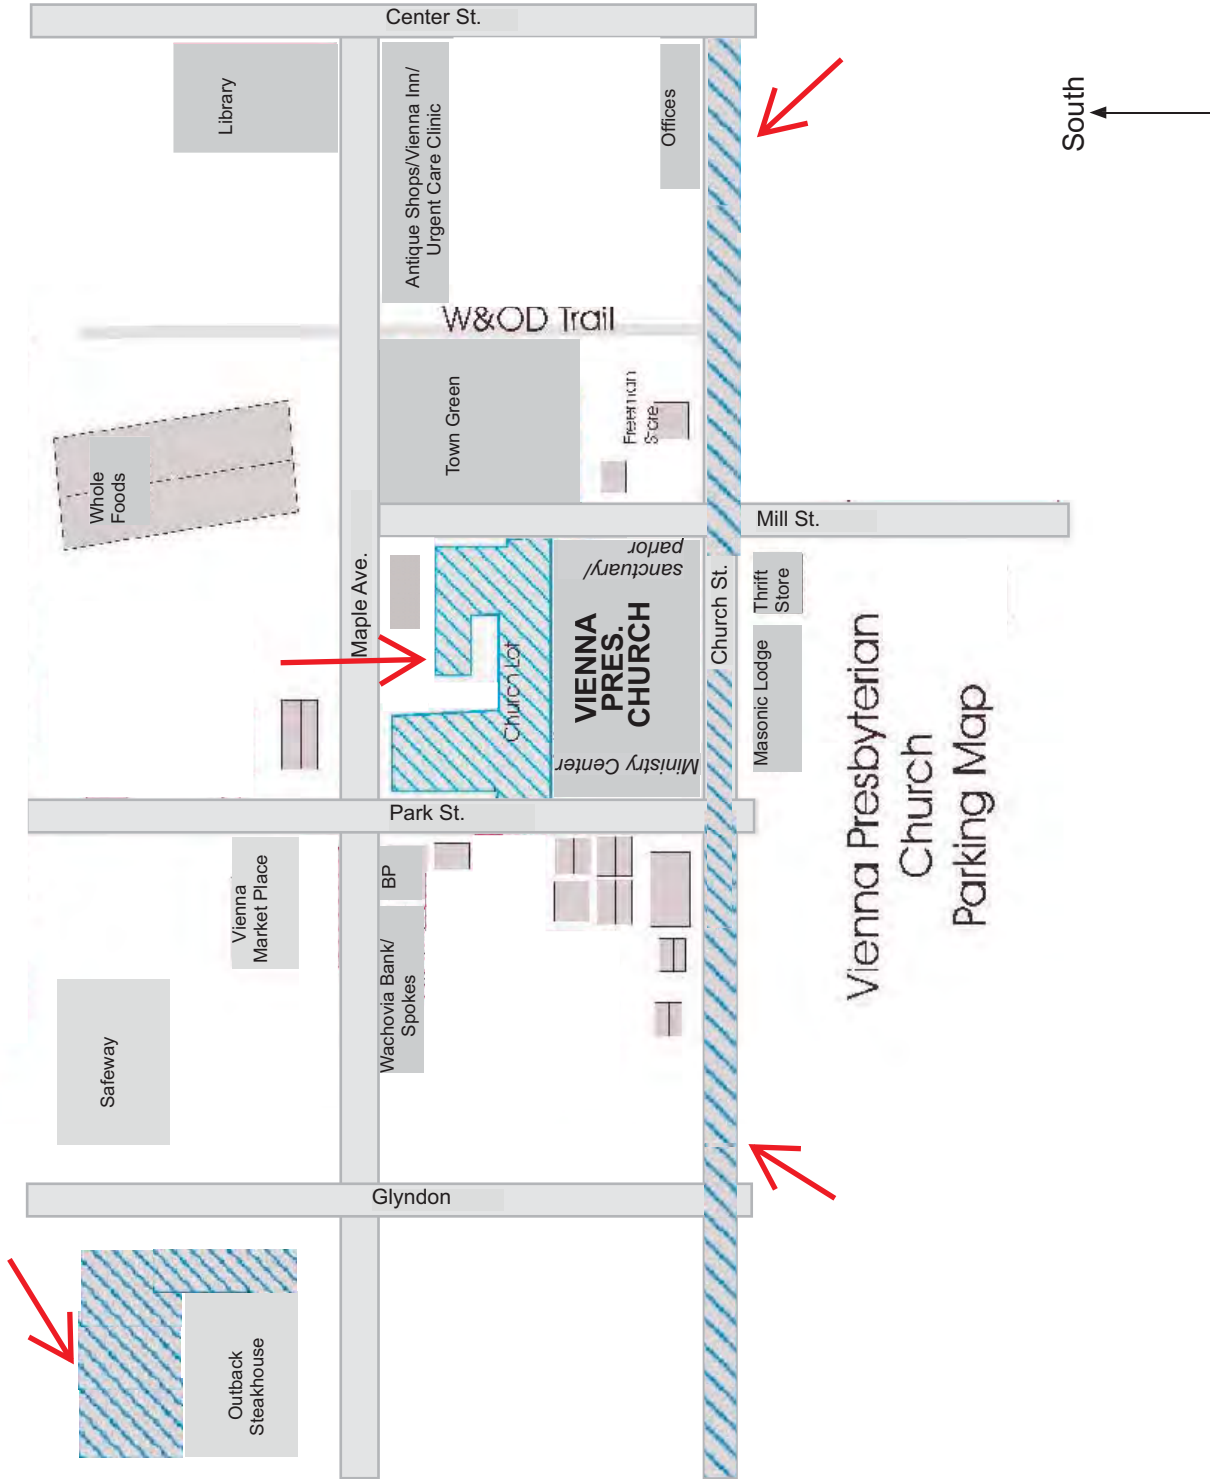 Center St.
Library
Antique Shops/Vienna Inn/
Urgent Care Clinic
Offices
South
W&OD Trail
Town Green
Freeman
Store
Whole
Foods
Mill St.
Maple Ave.
sanctuary/
parlor
Church Lot
VIENNA
PRES.
CHURCH
Ministry Center
Church St.
Thrift
Store
Masonic Lodge
Vienna Presbyterian
Church
Parking Map
Park St.
Vienna
Market Place
BP
Wachovia Bank/
Spokes
Safeway
Glyndon
Outback
Steakhouse